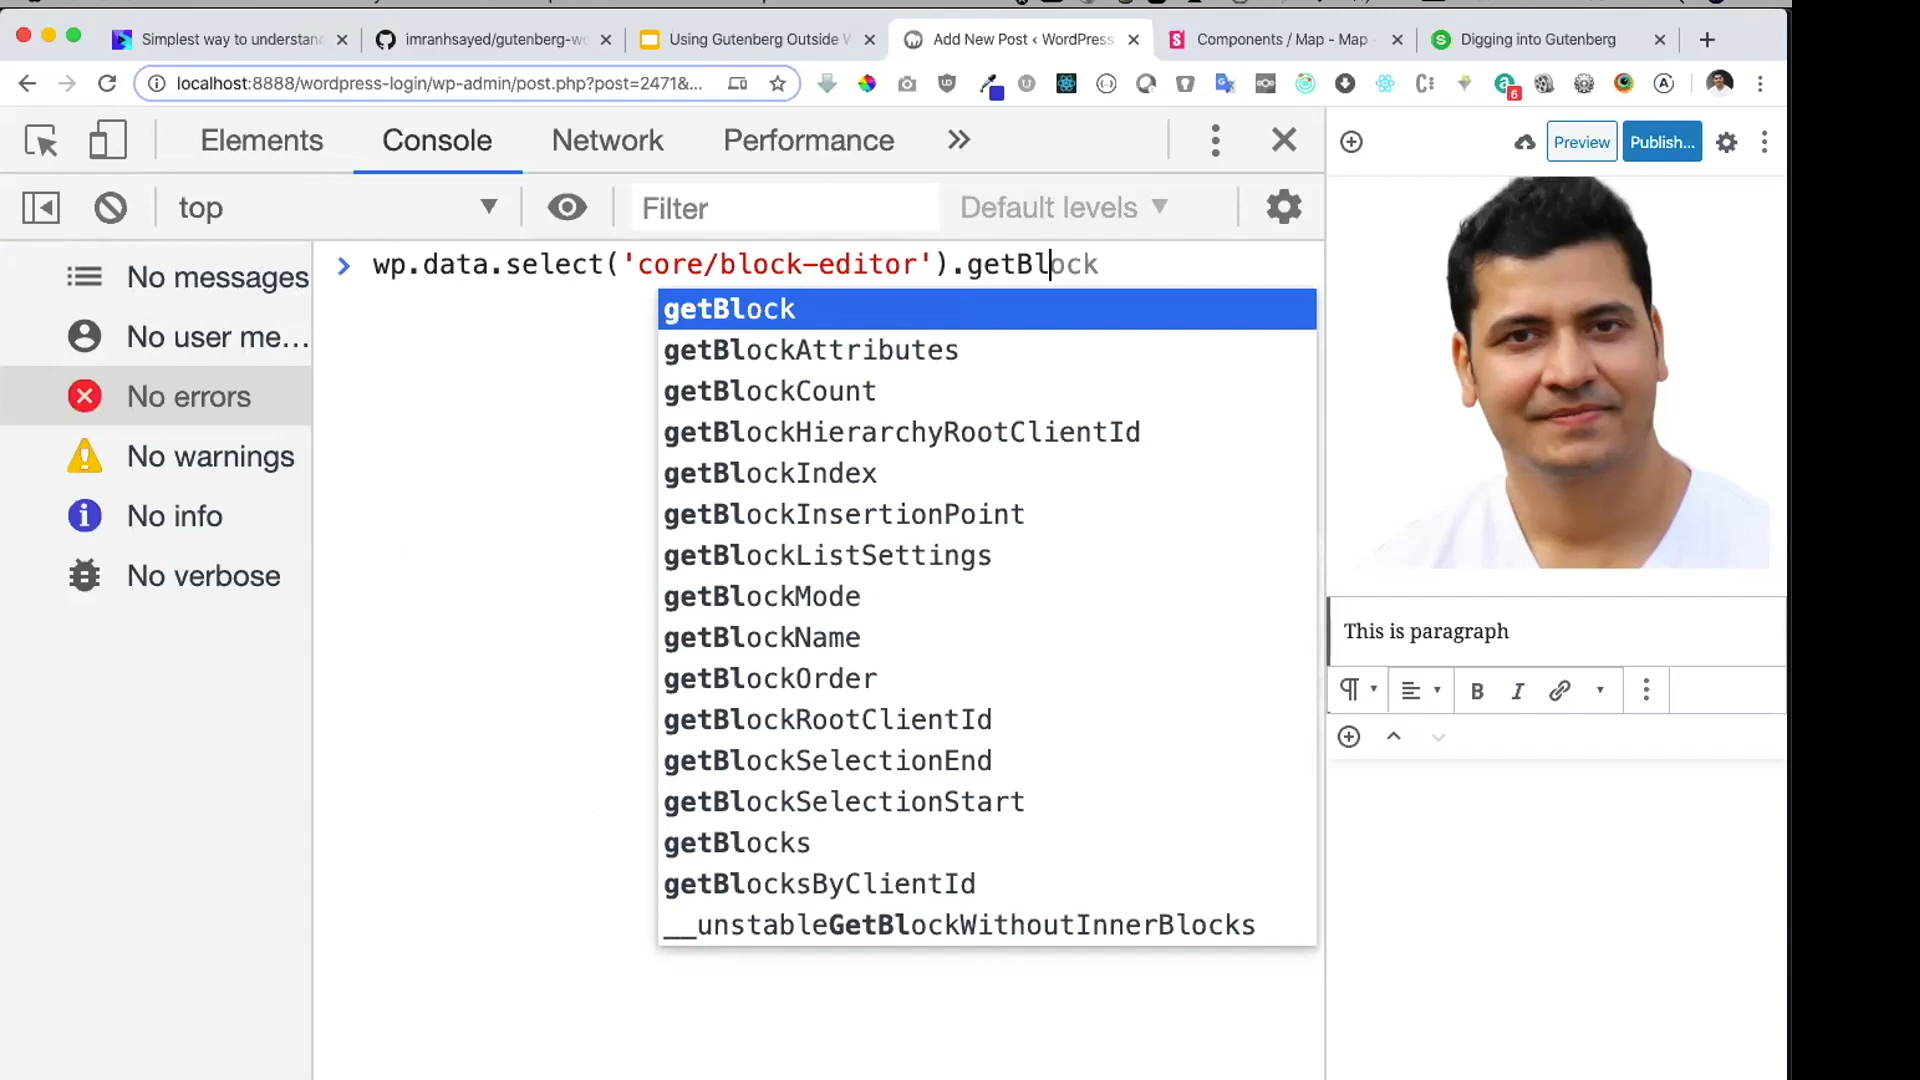 Simplest way to understan
imranhsayed/gutenberg-wo
Using Gutenberg Outside W
Add New Post ‹ WordPress
Components / Map - Map
Digging into Gutenberg
localhost:8888/wordpress-login/wp-admin/post.php?post=2471&...
6
Elements
Console
Network
Performance
Preview
Publish...
top
Filter
Default levels
No messages
No user me...
No errors
No warnings
No info
No verbose
wp.data.select('core/block-editor').getBlock
getBlock
getBlockAttributes
getBlockCount
getBlockHierarchyRootClientId
getBlockIndex
getBlockInsertionPoint
getBlockListSettings
getBlockMode
getBlockName
getBlockOrder
getBlockRootClientId
getBlockSelectionEnd
getBlockSelectionStart
getBlocks
getBlocksByClientId
__unstableGetBlockWithoutInnerBlocks
This is paragraph
B I